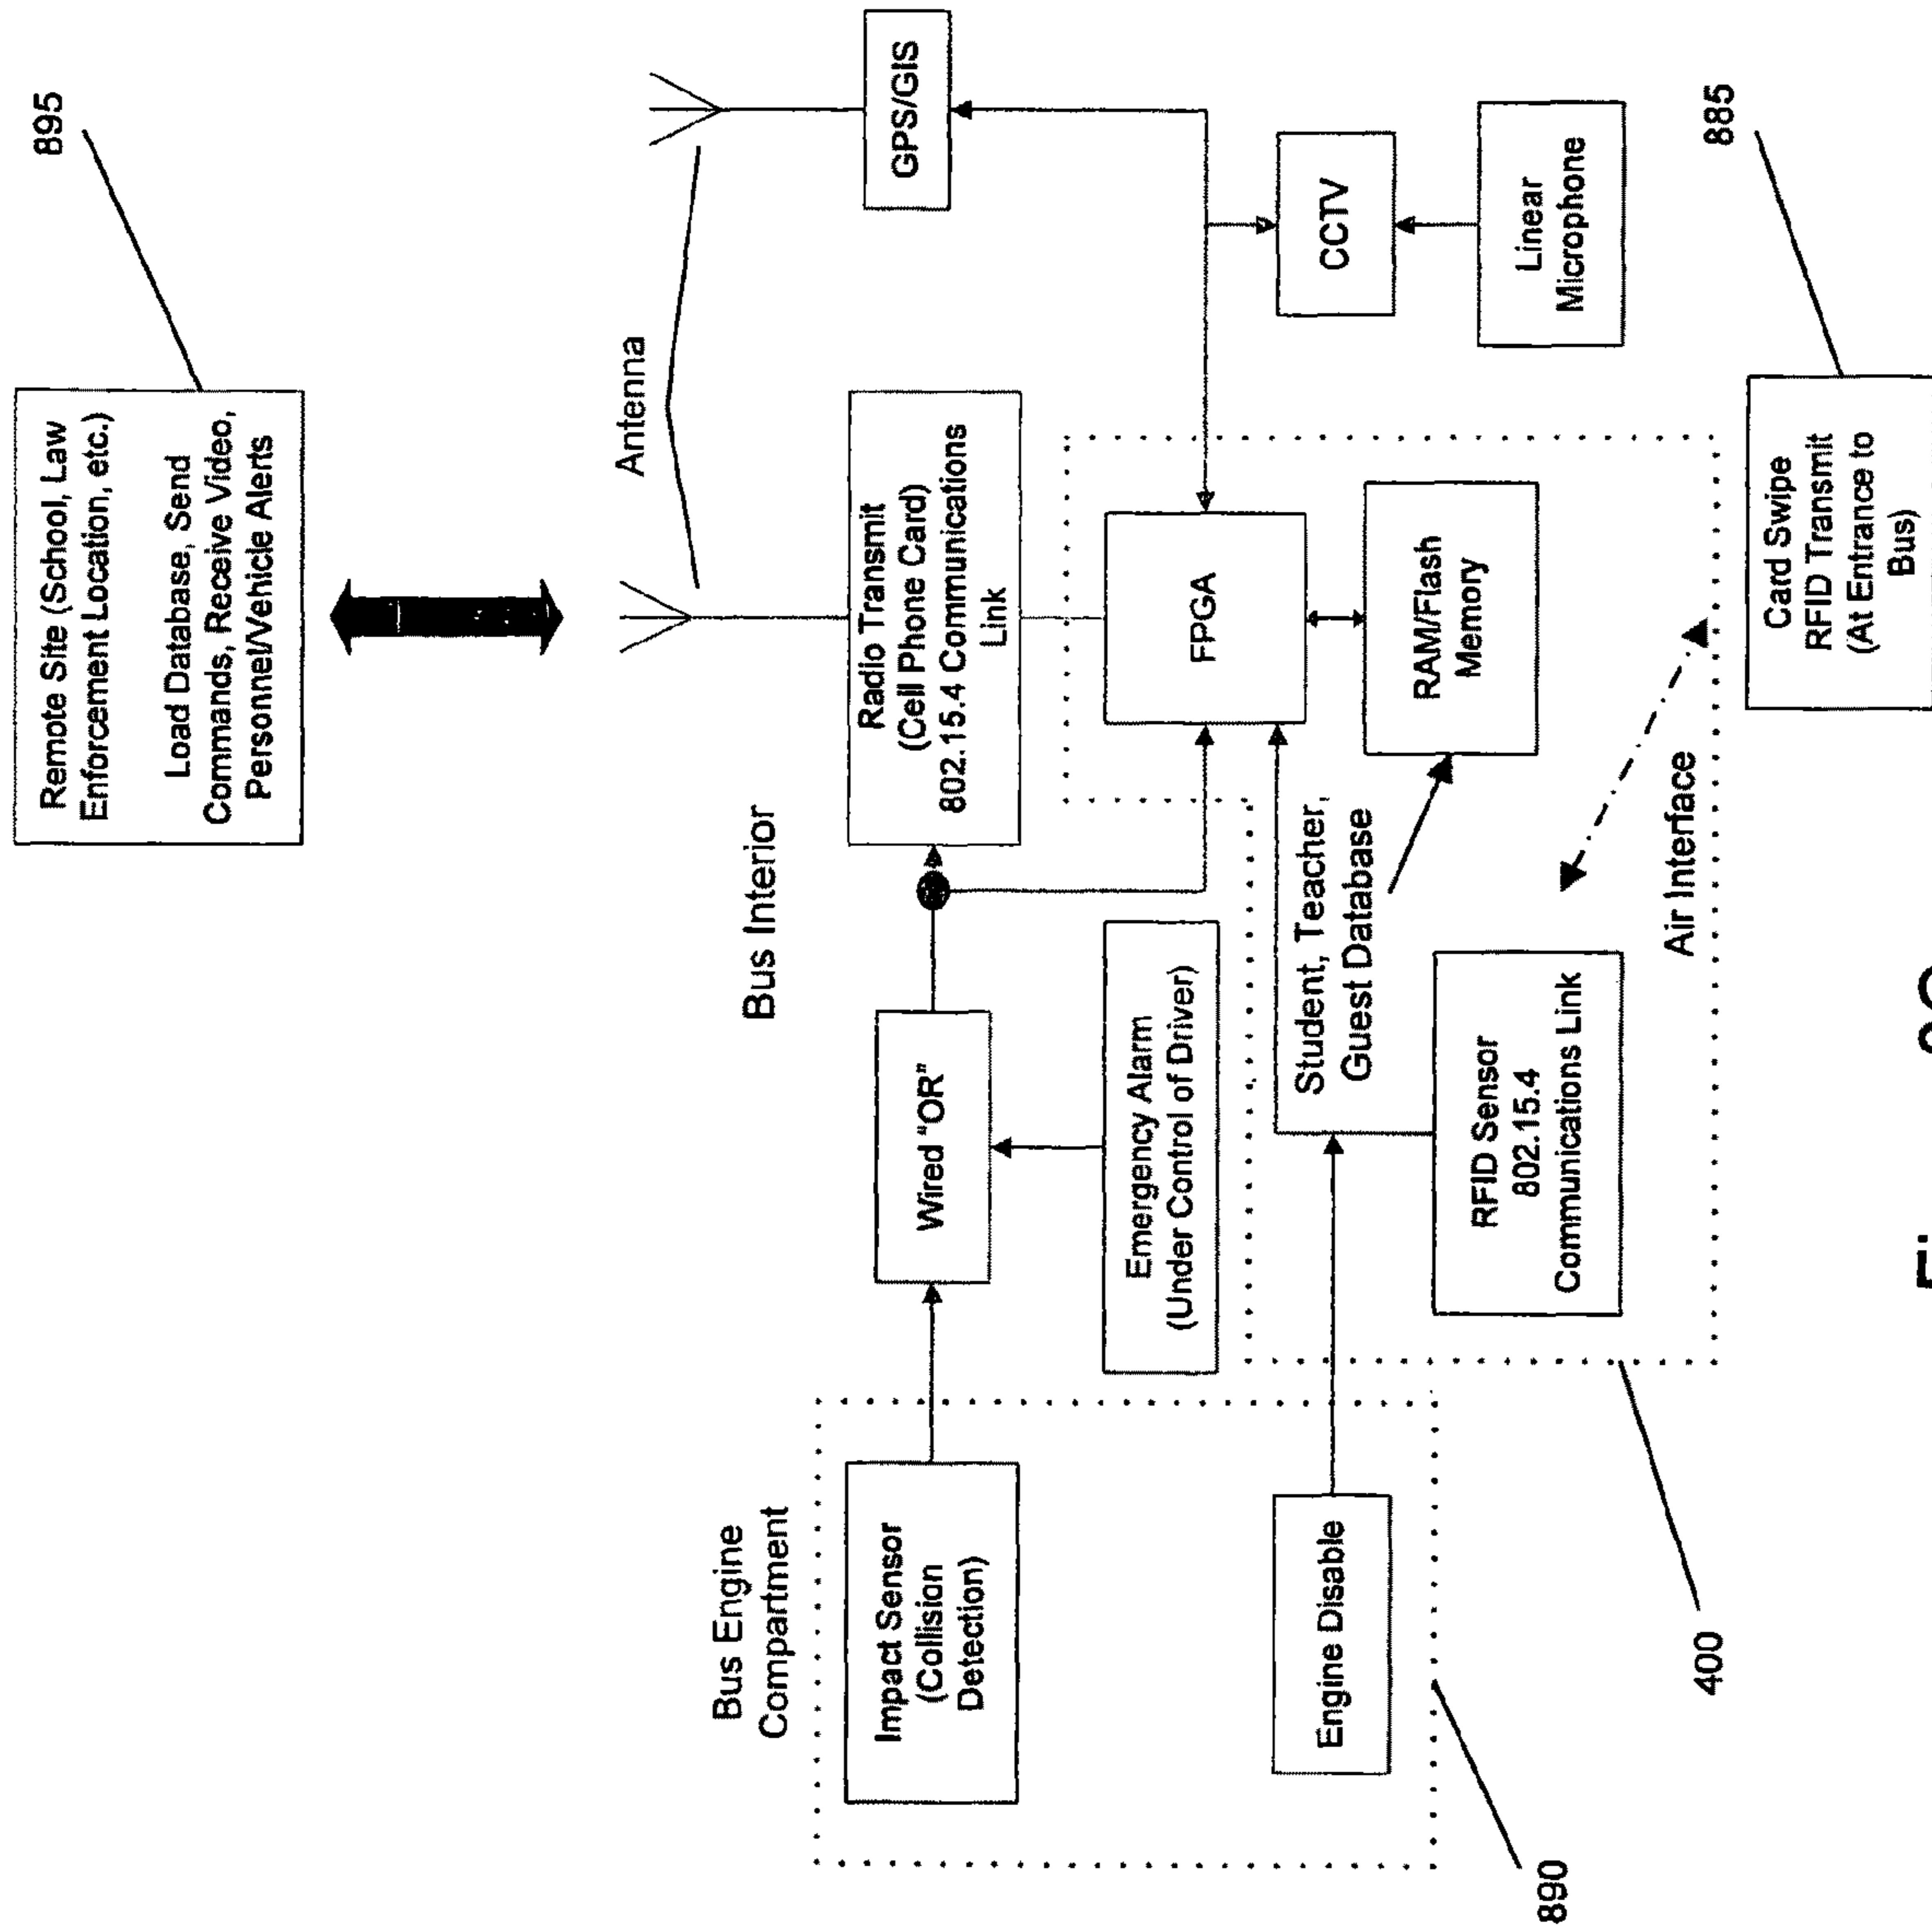 895
Remote Site (School, Law
Enforcement Location, etc.)
Load Database, Send
Commands, Receive Video,
Personnel/Vehicle Alerts
Antenna
Bus Engine
Compartment
Bus Interior
Impact Sensor
(Collision
Detection)
Wired "OR"
Radio Transmit
(Cell Phone Card)
802.15.4 Communications
Link
GPS/GIS
Emergency Alarm
(Under Control of Driver)
FPGA
Engine Disable
Student, Teacher,
Guest Database
RAM/Flash
Memory
CCTV
RFID Sensor
802.15.4
Communications Link
Linear
Microphone
Air Interface
890
400
885
Card Swipe
RFID Transmit
(At Entrance to
Bus)